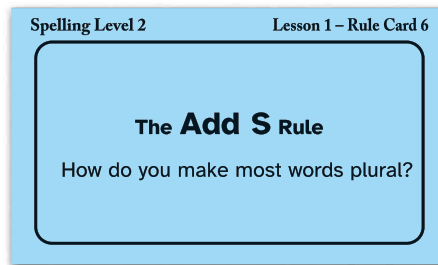 Spelling Level 2 Lesson 1 – Rule Card 6
The Add S Rule
How do you make most words plural?